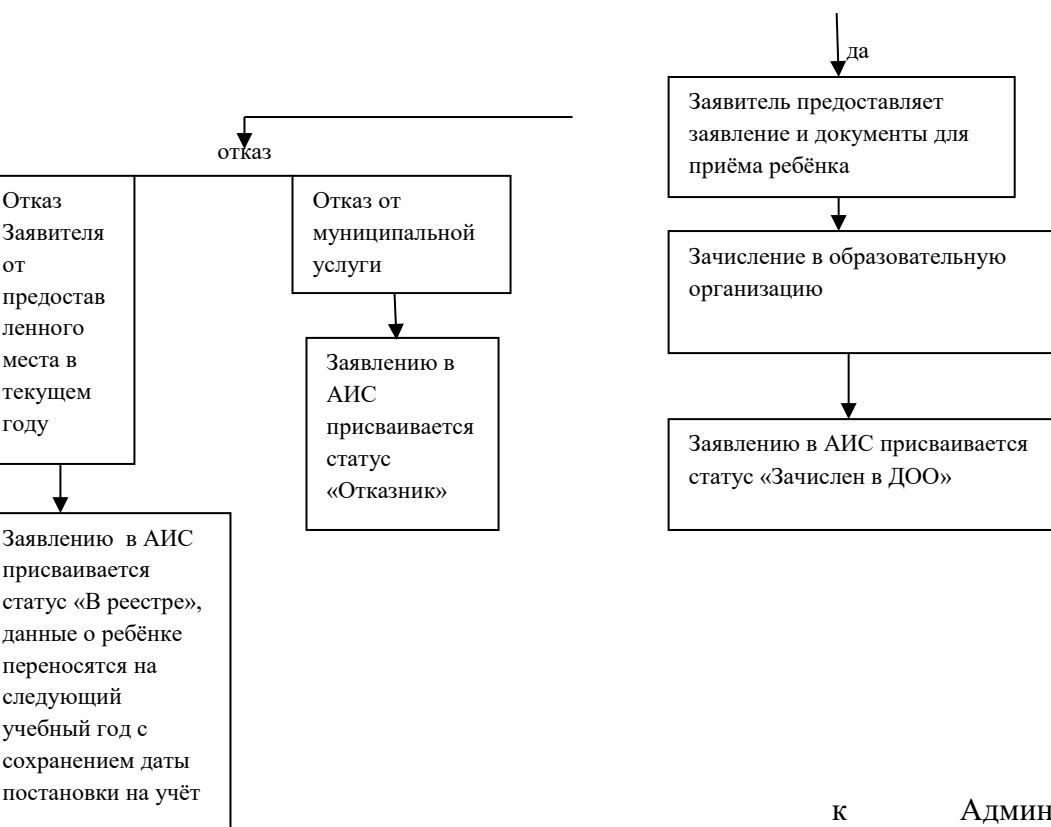 да
Заявитель предоставляет
заявление и документы для
приёма ребёнка
отказ
Отказ
Заявителя
от
предостав
ленного
места в
текущем
году
Отказ от
муниципальной
услуги
Зачисление в образовательную
организацию
Заявлению в
АИС
присваивается
статус
«Отказник»
Заявлению в АИС присваивается
статус «Зачислен в ДОО»
Заявлению в АИС
присваивается
статус «В реестре»,
данные о ребёнке
переносятся на
следующий
учебный год с
сохранением даты
постановки на учёт
к Админ